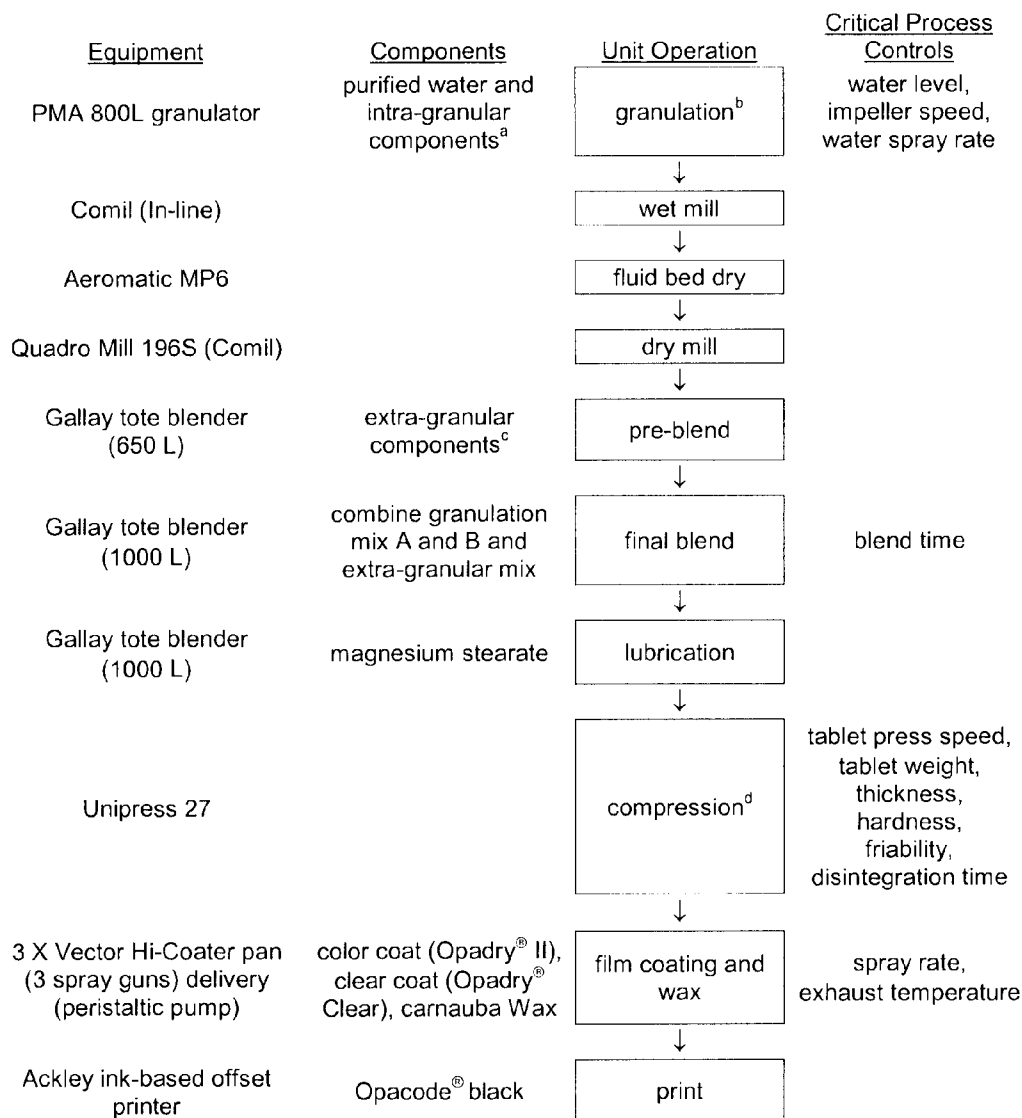 Equipment
Components
Unit Operation
Critical Process
Controls
PMA 800L granulator
purified water and
intra-granular
componentsᵃ
granulationᵇ
water level,
impeller speed,
water spray rate
↓
Comil (In-line)
wet mill
↓
Aeromatic MP6
fluid bed dry
↓
Quadro Mill 196S (Comil)
dry mill
↓
Gallay tote blender
(650 L)
extra-granular
componentsᶜ
pre-blend
↓
Gallay tote blender
(1000 L)
combine granulation
mix A and B and
extra-granular mix
final blend
blend time
↓
Gallay tote blender
(1000 L)
magnesium stearate
lubrication
↓
Unipress 27
compressionᵈ
tablet press speed,
tablet weight,
thickness,
hardness,
friability,
disintegration time
↓
3 X Vector Hi-Coater pan
(3 spray guns) delivery
(peristaltic pump)
color coat (Opadry® II),
clear coat (Opadry®
Clear), carnauba Wax
film coating and
wax
spray rate,
exhaust temperature
↓
Ackley ink-based offset
printer
Opacode® black
print